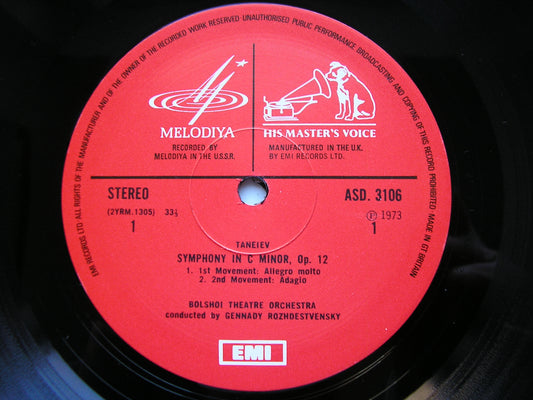 EMI RECORDS LTD. ALL RIGHTS OF THE MANUFACTURER AND OF THE OWNER OF THE RECORDED WORK RESERVED UNAUTHORISED PUBLIC PERFORMANCE BROADCASTING AND COPYING OF THIS RECORD PROHIBITED MADE IN GT BRITAIN
MELODIYA
RECORDED BY
MELODIYA IN THE U.S.S.R.
HIS MASTER'S VOICE
MANUFACTURED IN THE U.K.
BY EMI RECORDS LTD.
STEREO
(2YRM.1305) 33⅓
1
ASD. 3106
℗ 1973
1
TANEIEV
SYMPHONY IN C MINOR, Op. 12
1. 1st Movement: Allegro molto
2. 2nd Movement: Adagio
BOLSHOI THEATRE ORCHESTRA
conducted by GENNADY ROZHDESTVENSKY
EMI